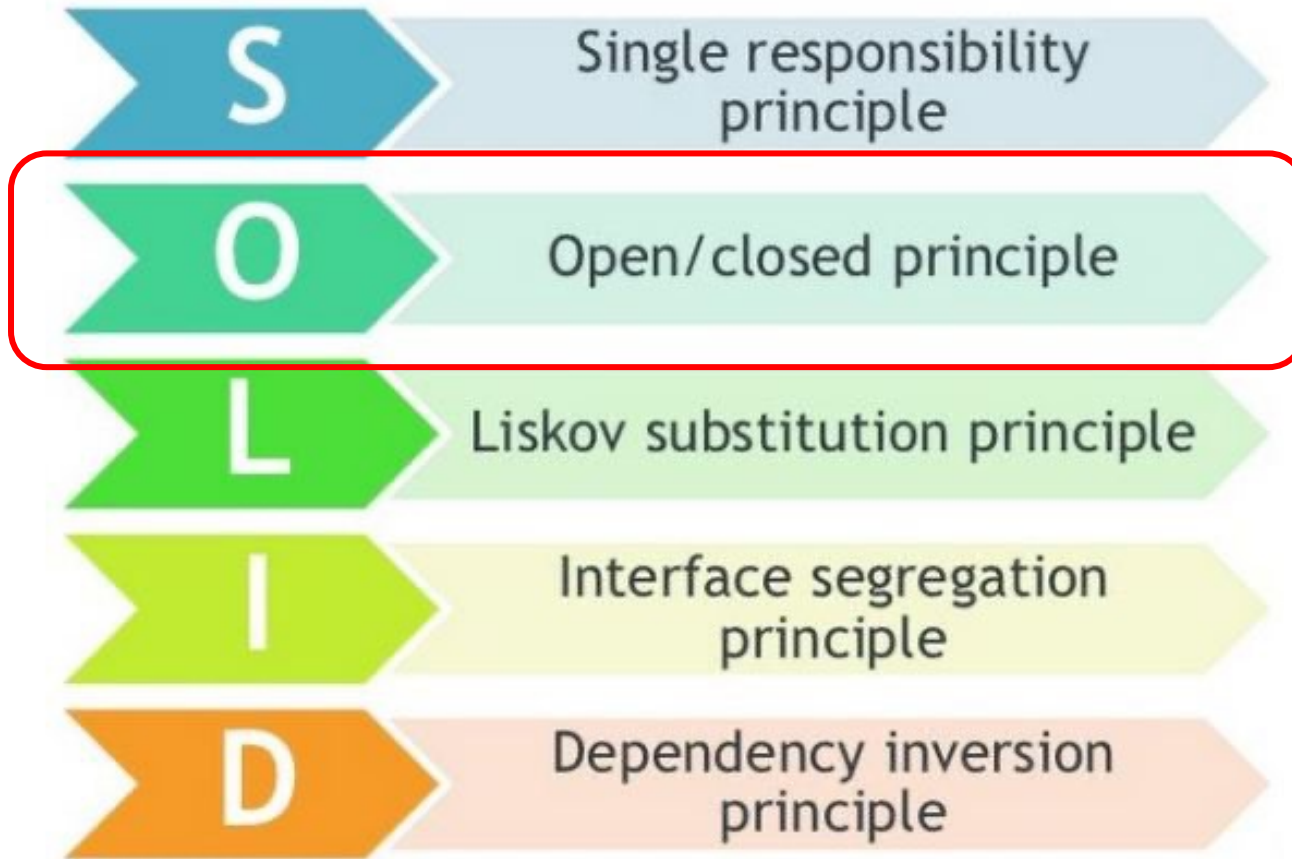 S
Single responsibility
principle
O
Open/closed principle
L
Liskov substitution principle
I
Interface segregation
principle
D
Dependency inversion
principle